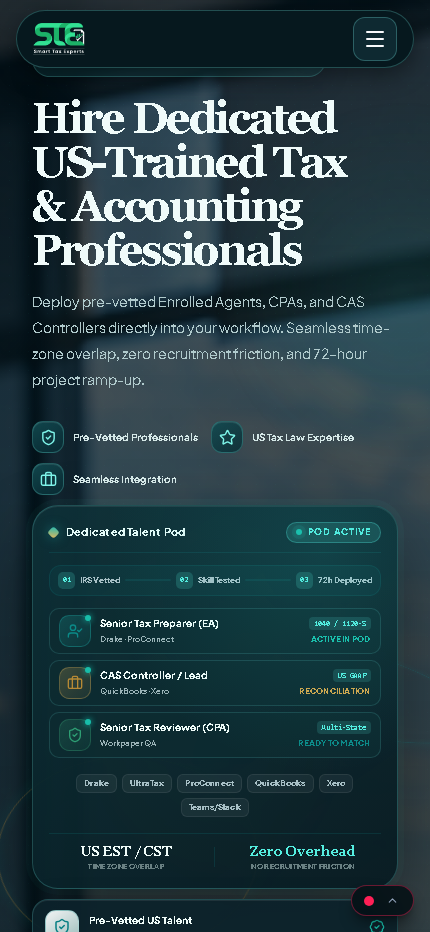 STE
Smart Tax Experts
Hire Dedicated
US-Trained Tax
& Accounting
Professionals
Deploy pre-vetted Enrolled Agents, CPAs, and CAS
Controllers directly into your workflow. Seamless time-
zone overlap, zero recruitment friction, and 72-hour
project ramp-up.
Pre-Vetted Professionals
US Tax Law Expertise
Seamless Integration
Dedicated Talent Pod
POD ACTIVE
01 IRS Vetted
02 Skill Tested
03 72h Deployed
Senior Tax Preparer (EA)
1040 / 1120-S
Drake · ProConnect
ACTIVE IN POD
CAS Controller / Lead
US GAAP
QuickBooks · Xero
RECONCILIATION
Senior Tax Reviewer (CPA)
Multi-State
Workpaper QA
READY TO MATCH
Drake
UltraTax
ProConnect
QuickBooks
Xero
Teams/Slack
US EST / CST
Zero Overhead
TIME ZONE OVERLAP
NO RECRUITMENT FRICTION
Pre-Vetted US Talent